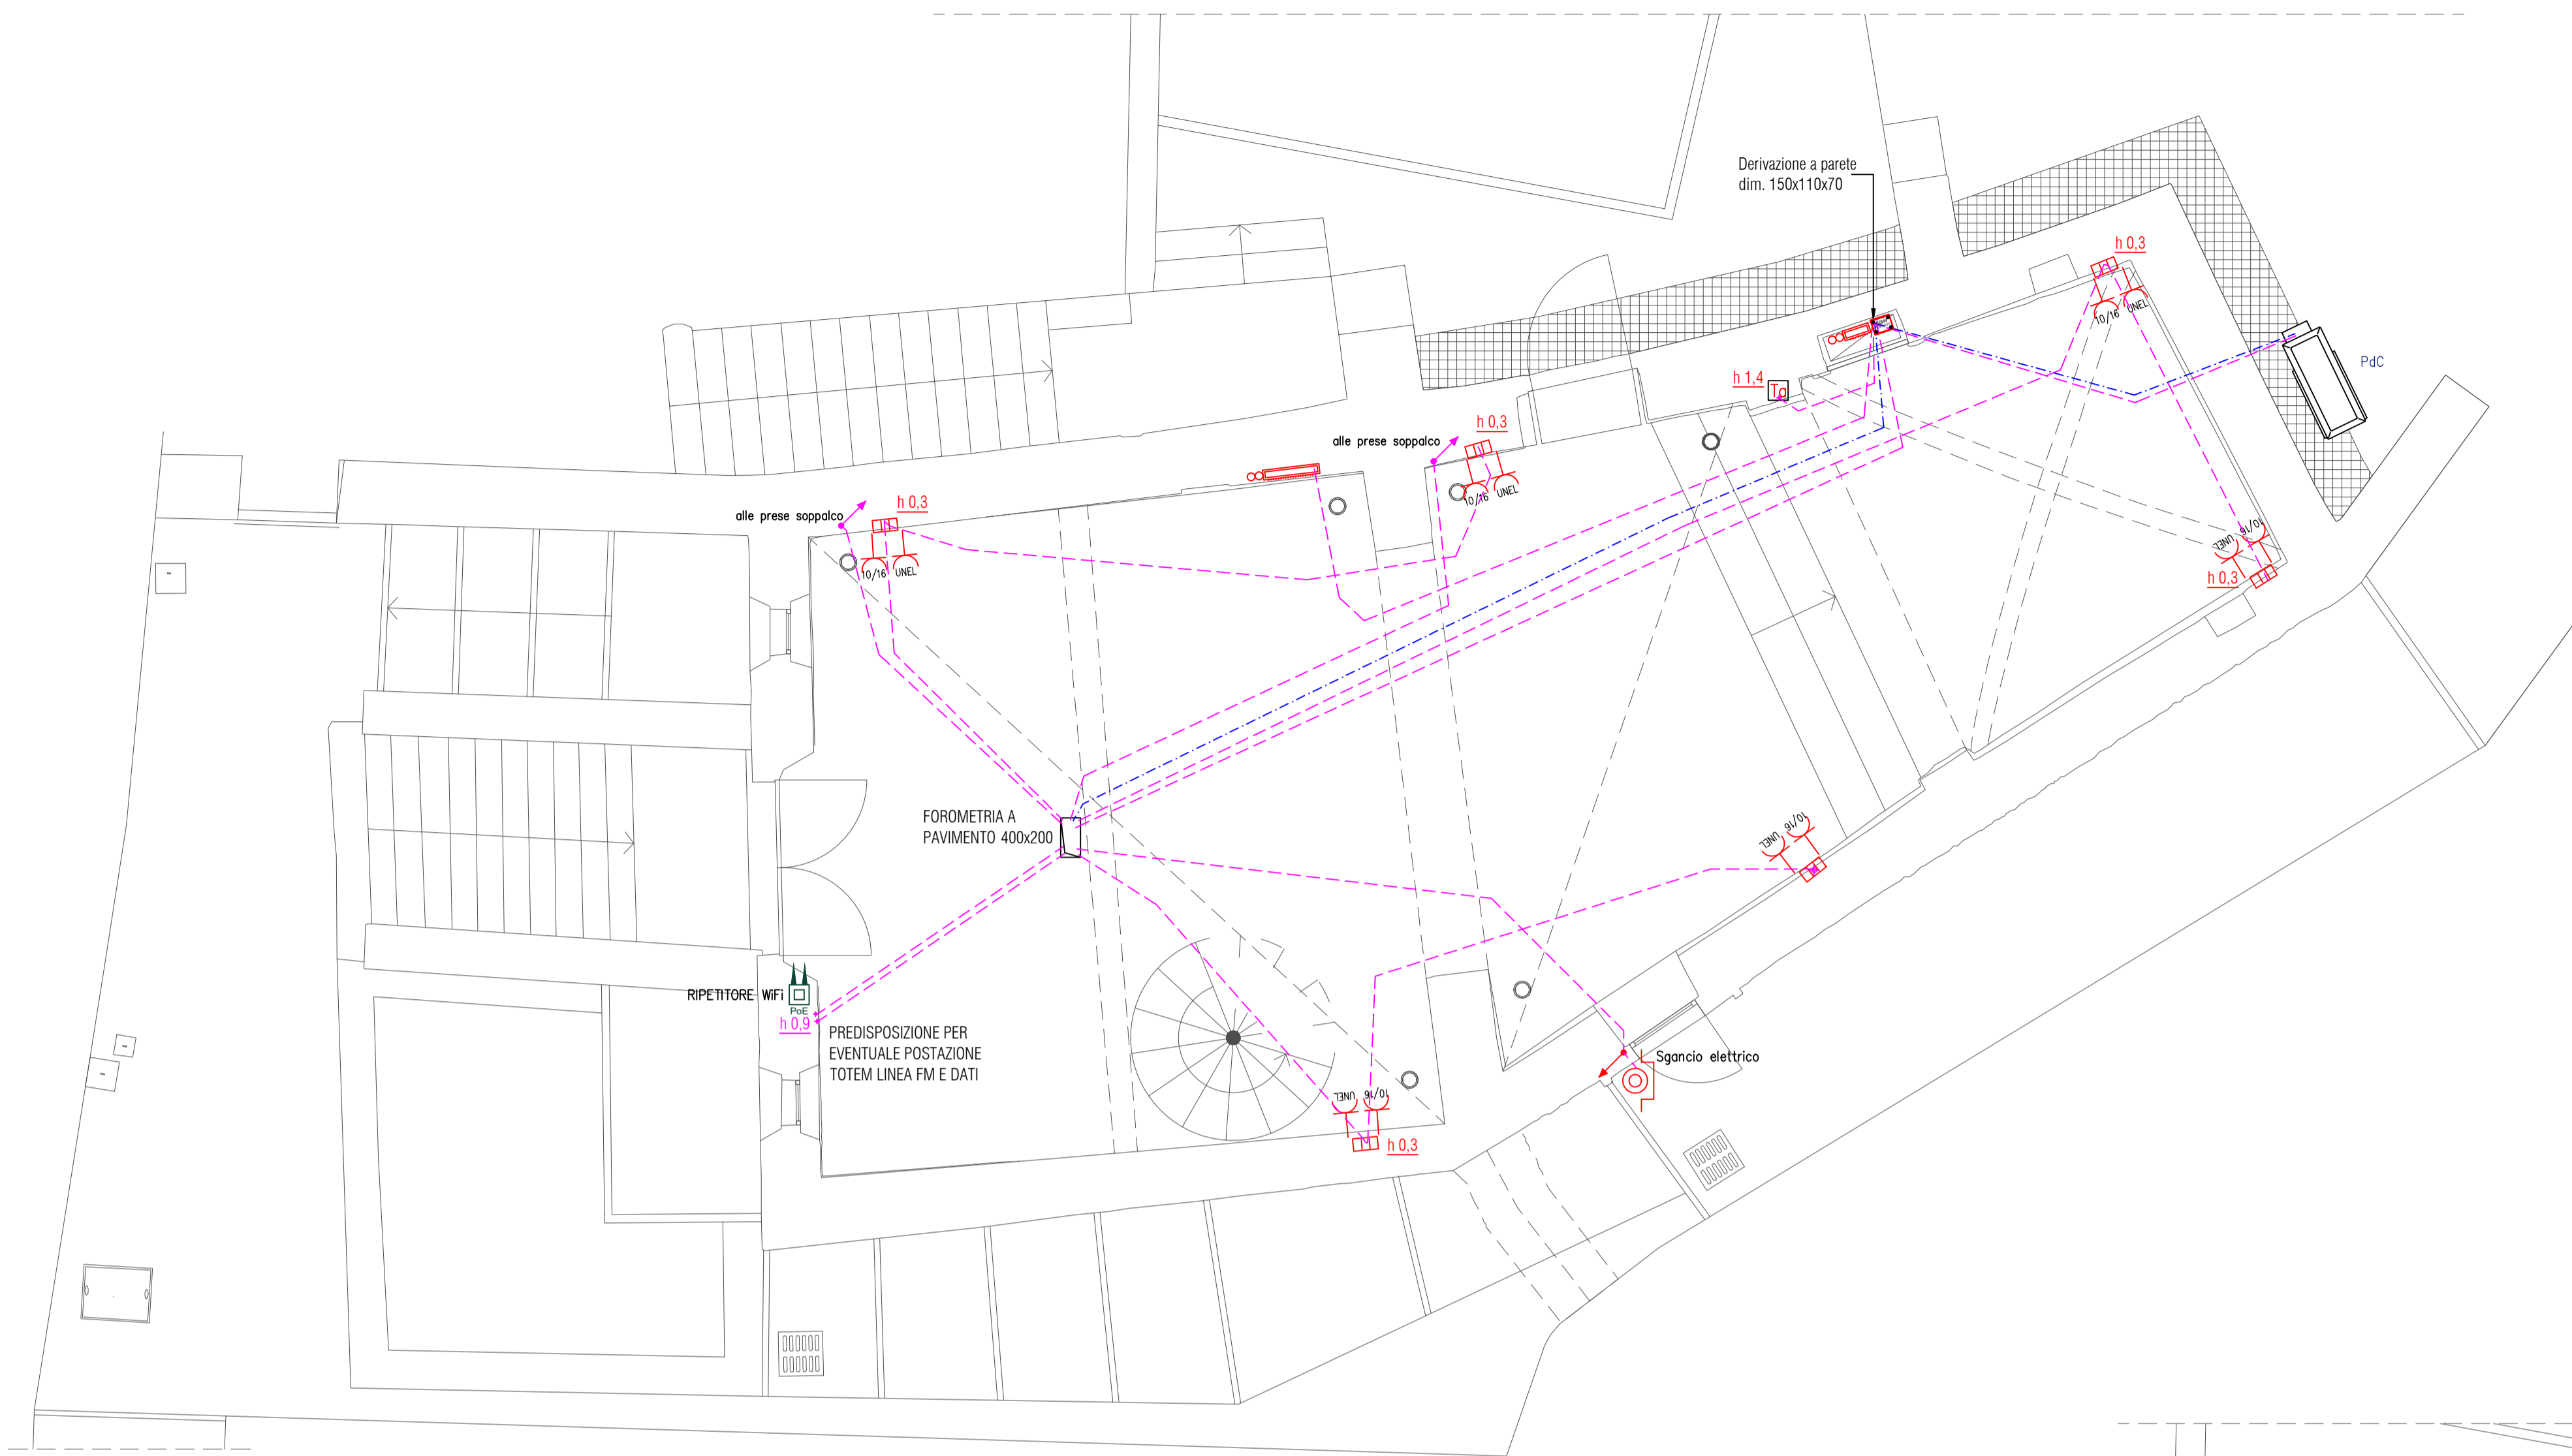 Derivazione a parete
dim. 150x110x70
h 0,3
10/16
UNEL
PdC
h 1,4
Ta
h 0,3
alle prese soppalco
10/16
UNEL
h 0,3
alle prese soppalco
10/16
UNEL
10/16
UNEL
h 0,3
FOROMETRIA A
PAVIMENTO 400x200
10/16
UNEL
RIPETITORE WiFi
PoE
h 0,9
PREDISPOSIZIONE PER
EVENTUALE POSTAZIONE
TOTEM LINEA FM E DATI
Sgancio elettrico
UNEL
10/16
h 0,3